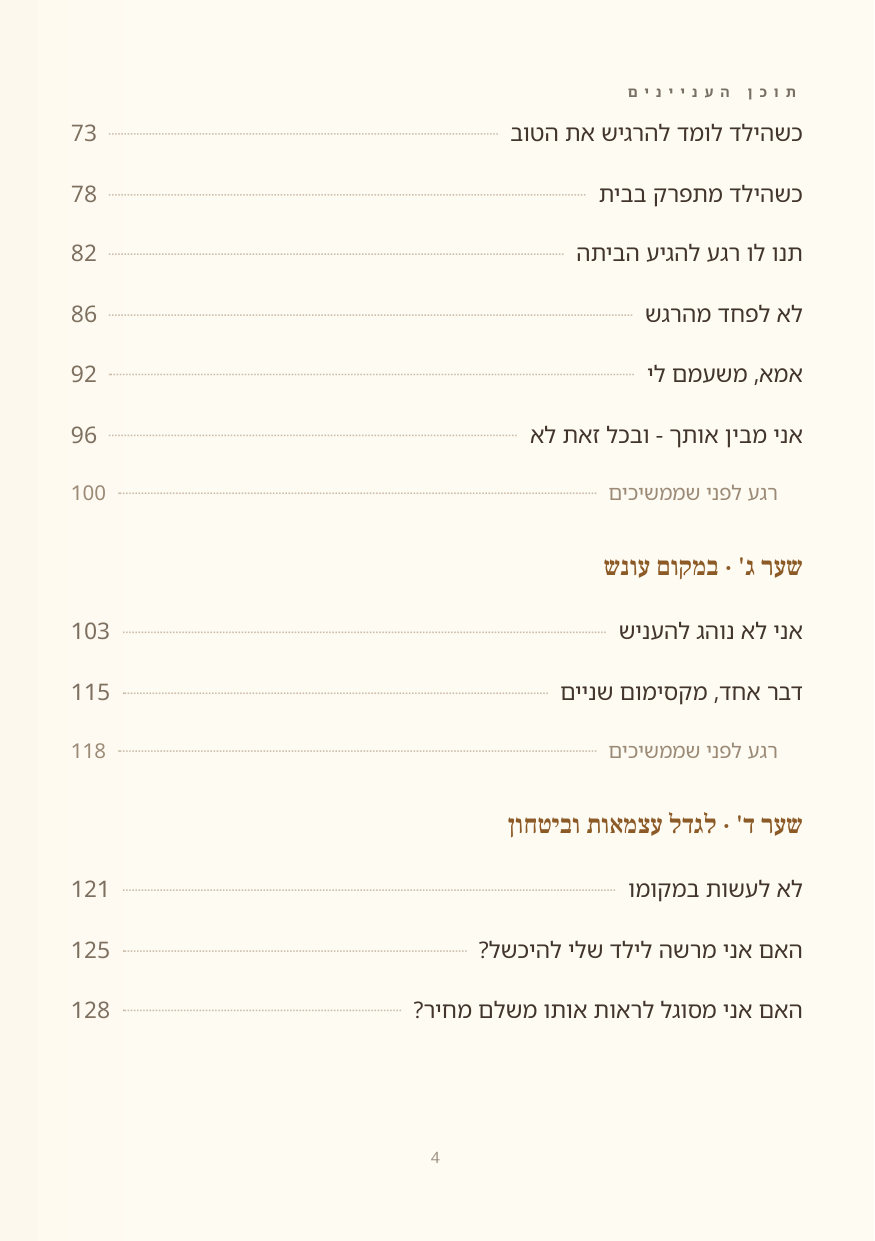 תוכן העניינים
כשהילד לומד להרגיש את הטוב 73
כשהילד מתפרק בבית 78
תנו לו רגע להגיע הביתה 82
לא לפחד מהרגש 86
אמא, משעמם לי 92
אני מבין אותך - ובכל זאת לא 96
רגע לפני שממשיכים 100
שער ג' · במקום עונש
אני לא נוהג להעניש 103
דבר אחד, מקסימום שניים 115
רגע לפני שממשיכים 118
שער ד' · לגדל עצמאות וביטחון
לא לעשות במקומו 121
האם אני מרשה לילד שלי להיכשל? 125
האם אני מסוגל לראות אותו משלם מחיר? 128
4